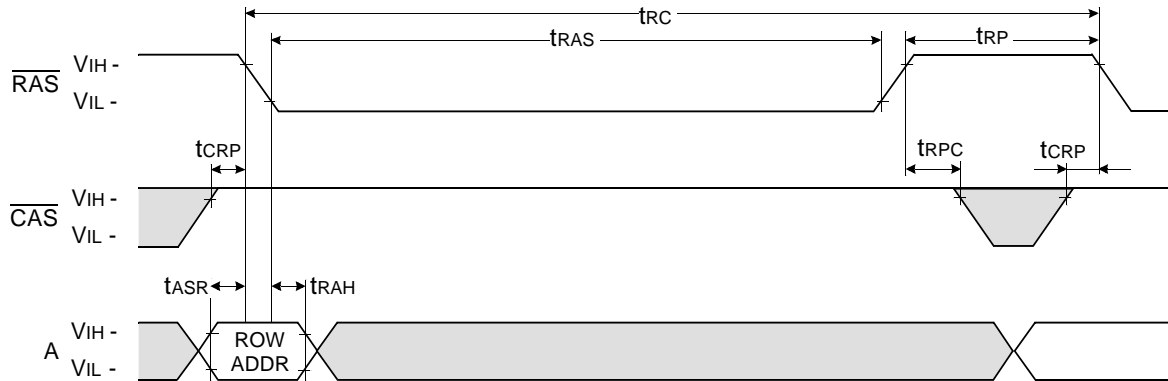 tRC
tRAS
tRP
RAS
VIH -
VIL -
tCRP
tRPC
tCRP
CAS
VIH -
VIL -
tASR
tRAH
A
VIH -
VIL -
ROW
ADDR